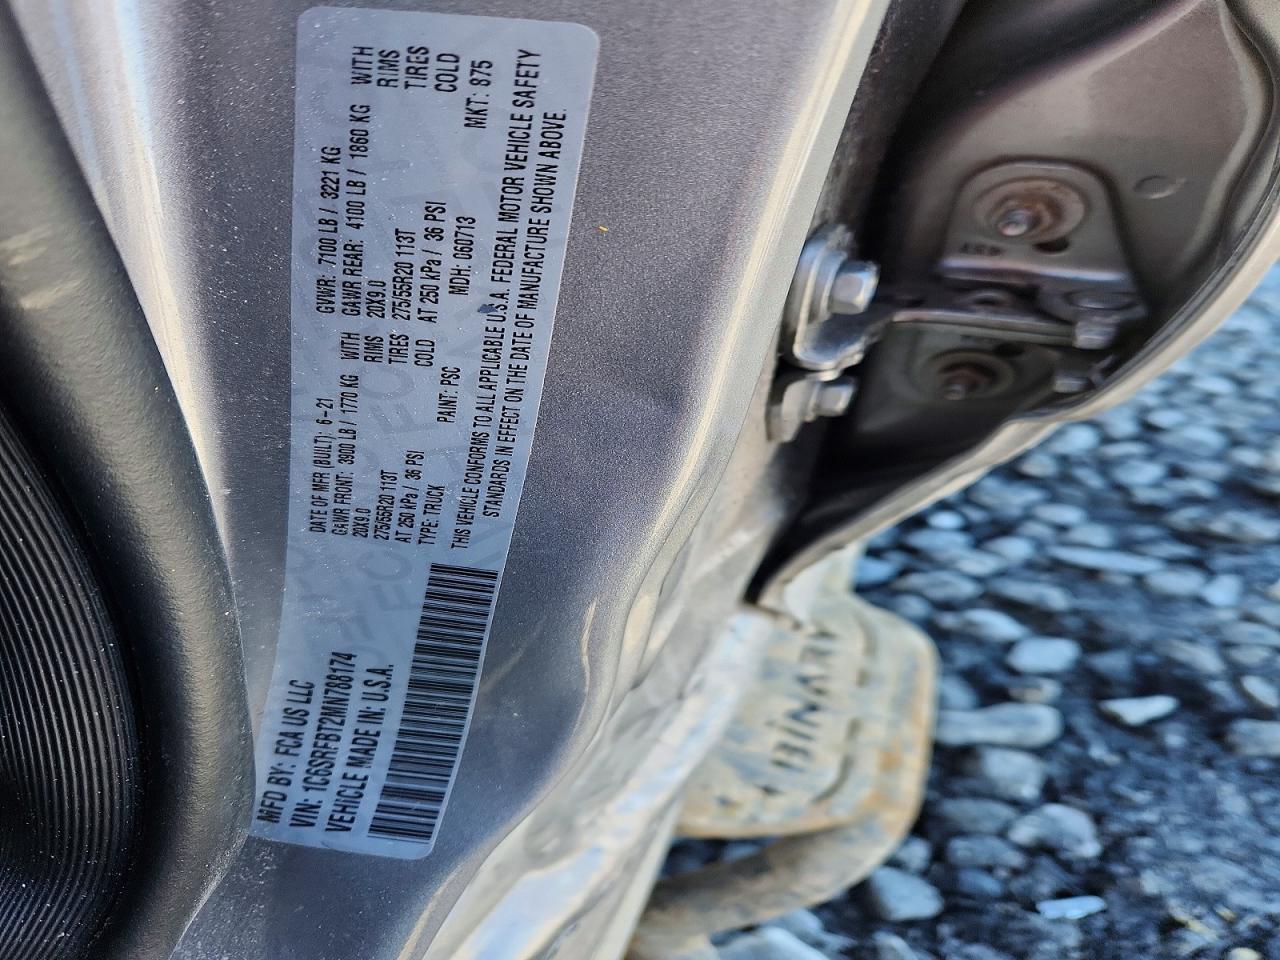 MFD BY: FCA US LLC
VIN: 1C6SRFB72MN788174
VEHICLE MADE IN: U.S.A.
DATE OF MFR (BUILT): 6-21 GVWR: 7100 LB / 3221 KG
GAWR FRONT: 3900 LB / 1770 KG WITH GAWR REAR: 4100 LB / 1860 KG WITH
20X9.0 RIMS 20X9.0 RIMS
275/55R20 113T TIRES 275/55R20 113T TIRES
AT 250 kPa / 36 PSI COLD AT 250 kPa / 36 PSI COLD
TYPE: TRUCK PAINT: PSC MDH: 060713 MKT: 875
THIS VEHICLE CONFORMS TO ALL APPLICABLE U.S.A. FEDERAL MOTOR VEHICLE SAFETY
STANDARDS IN EFFECT ON THE DATE OF MANUFACTURE SHOWN ABOVE.
BINARY